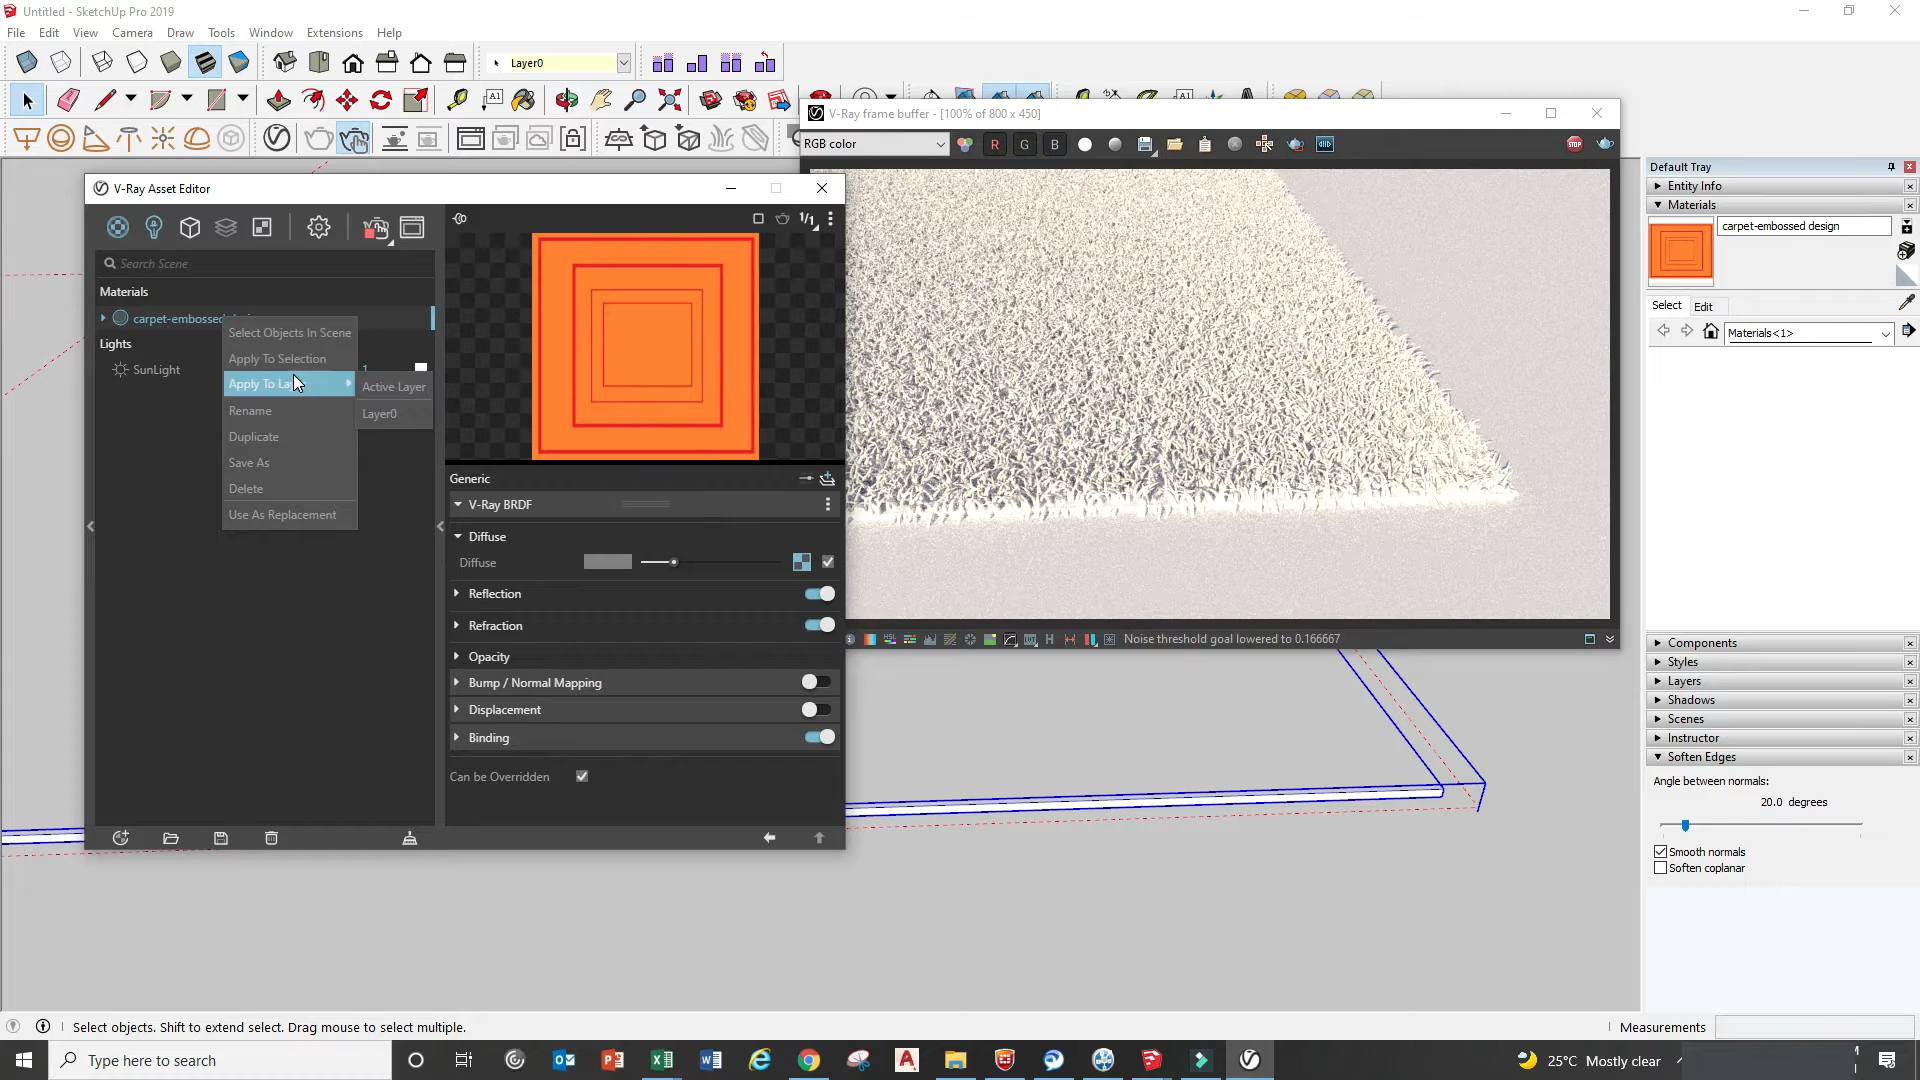 Untitled - SketchUp Pro 2019
File Edit View Camera Draw Tools Window Extensions Help
Layer0
A1
V-Ray frame buffer - [100% of 800 x 450]
RGB color
R G B
STOP
V-Ray Asset Editor
1/1
Search Scene
Materials
carpet-embossed
Select Objects In Scene
Lights
Apply To Selection
SunLight
1
Apply To
Active Layer
Rename
Layer0
Duplicate
Save As
Delete
Use As Replacement
Generic
V-Ray BRDF
Diffuse
Diffuse
Reflection
Refraction
Opacity
Bump / Normal Mapping
Displacement
Binding
Can be Overridden
HSL
H
Noise threshold goal lowered to 0.166667
Default Tray
Entity Info
Materials
carpet-embossed design
Select Edit
Materials<1>
Components
Styles
Layers
Shadows
Scenes
Instructor
Soften Edges
Angle between normals:
20.0 degrees
Smooth normals
Soften coplanar
Select objects. Shift to extend select. Drag mouse to select multiple.
Measurements
Type here to search
25°C Mostly clear